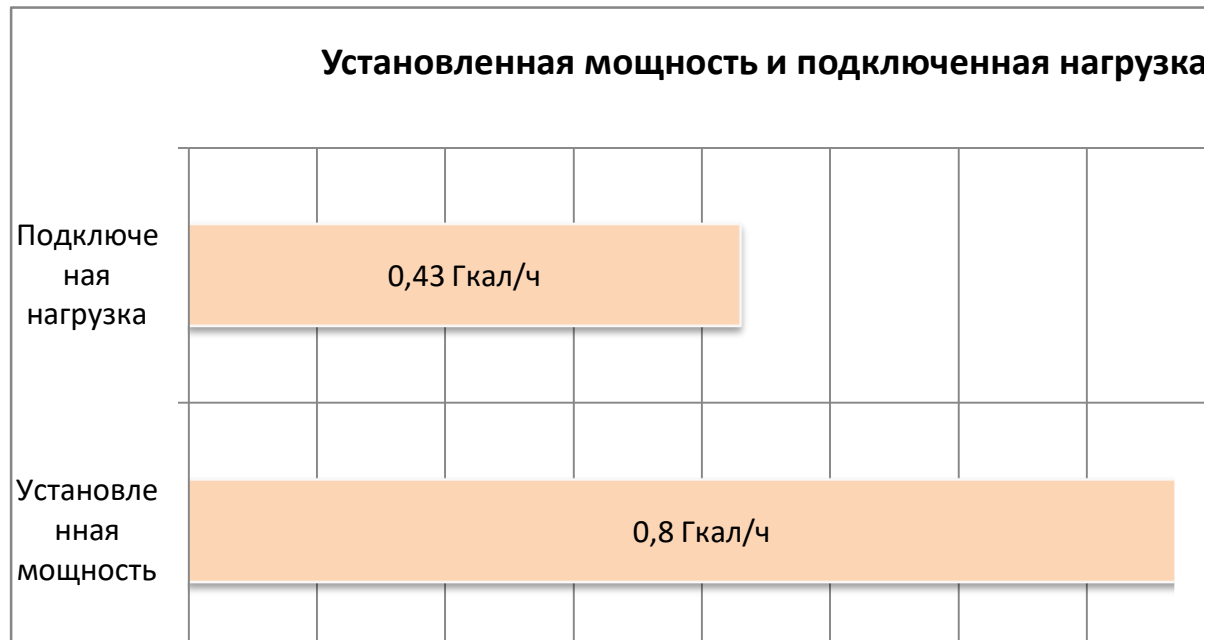 Установленная мощность и подключенная нагрузка
Подключе
ная
нагрузка
0,43 Гкал/ч
Установле
нная
мощность
0,8 Гкал/ч